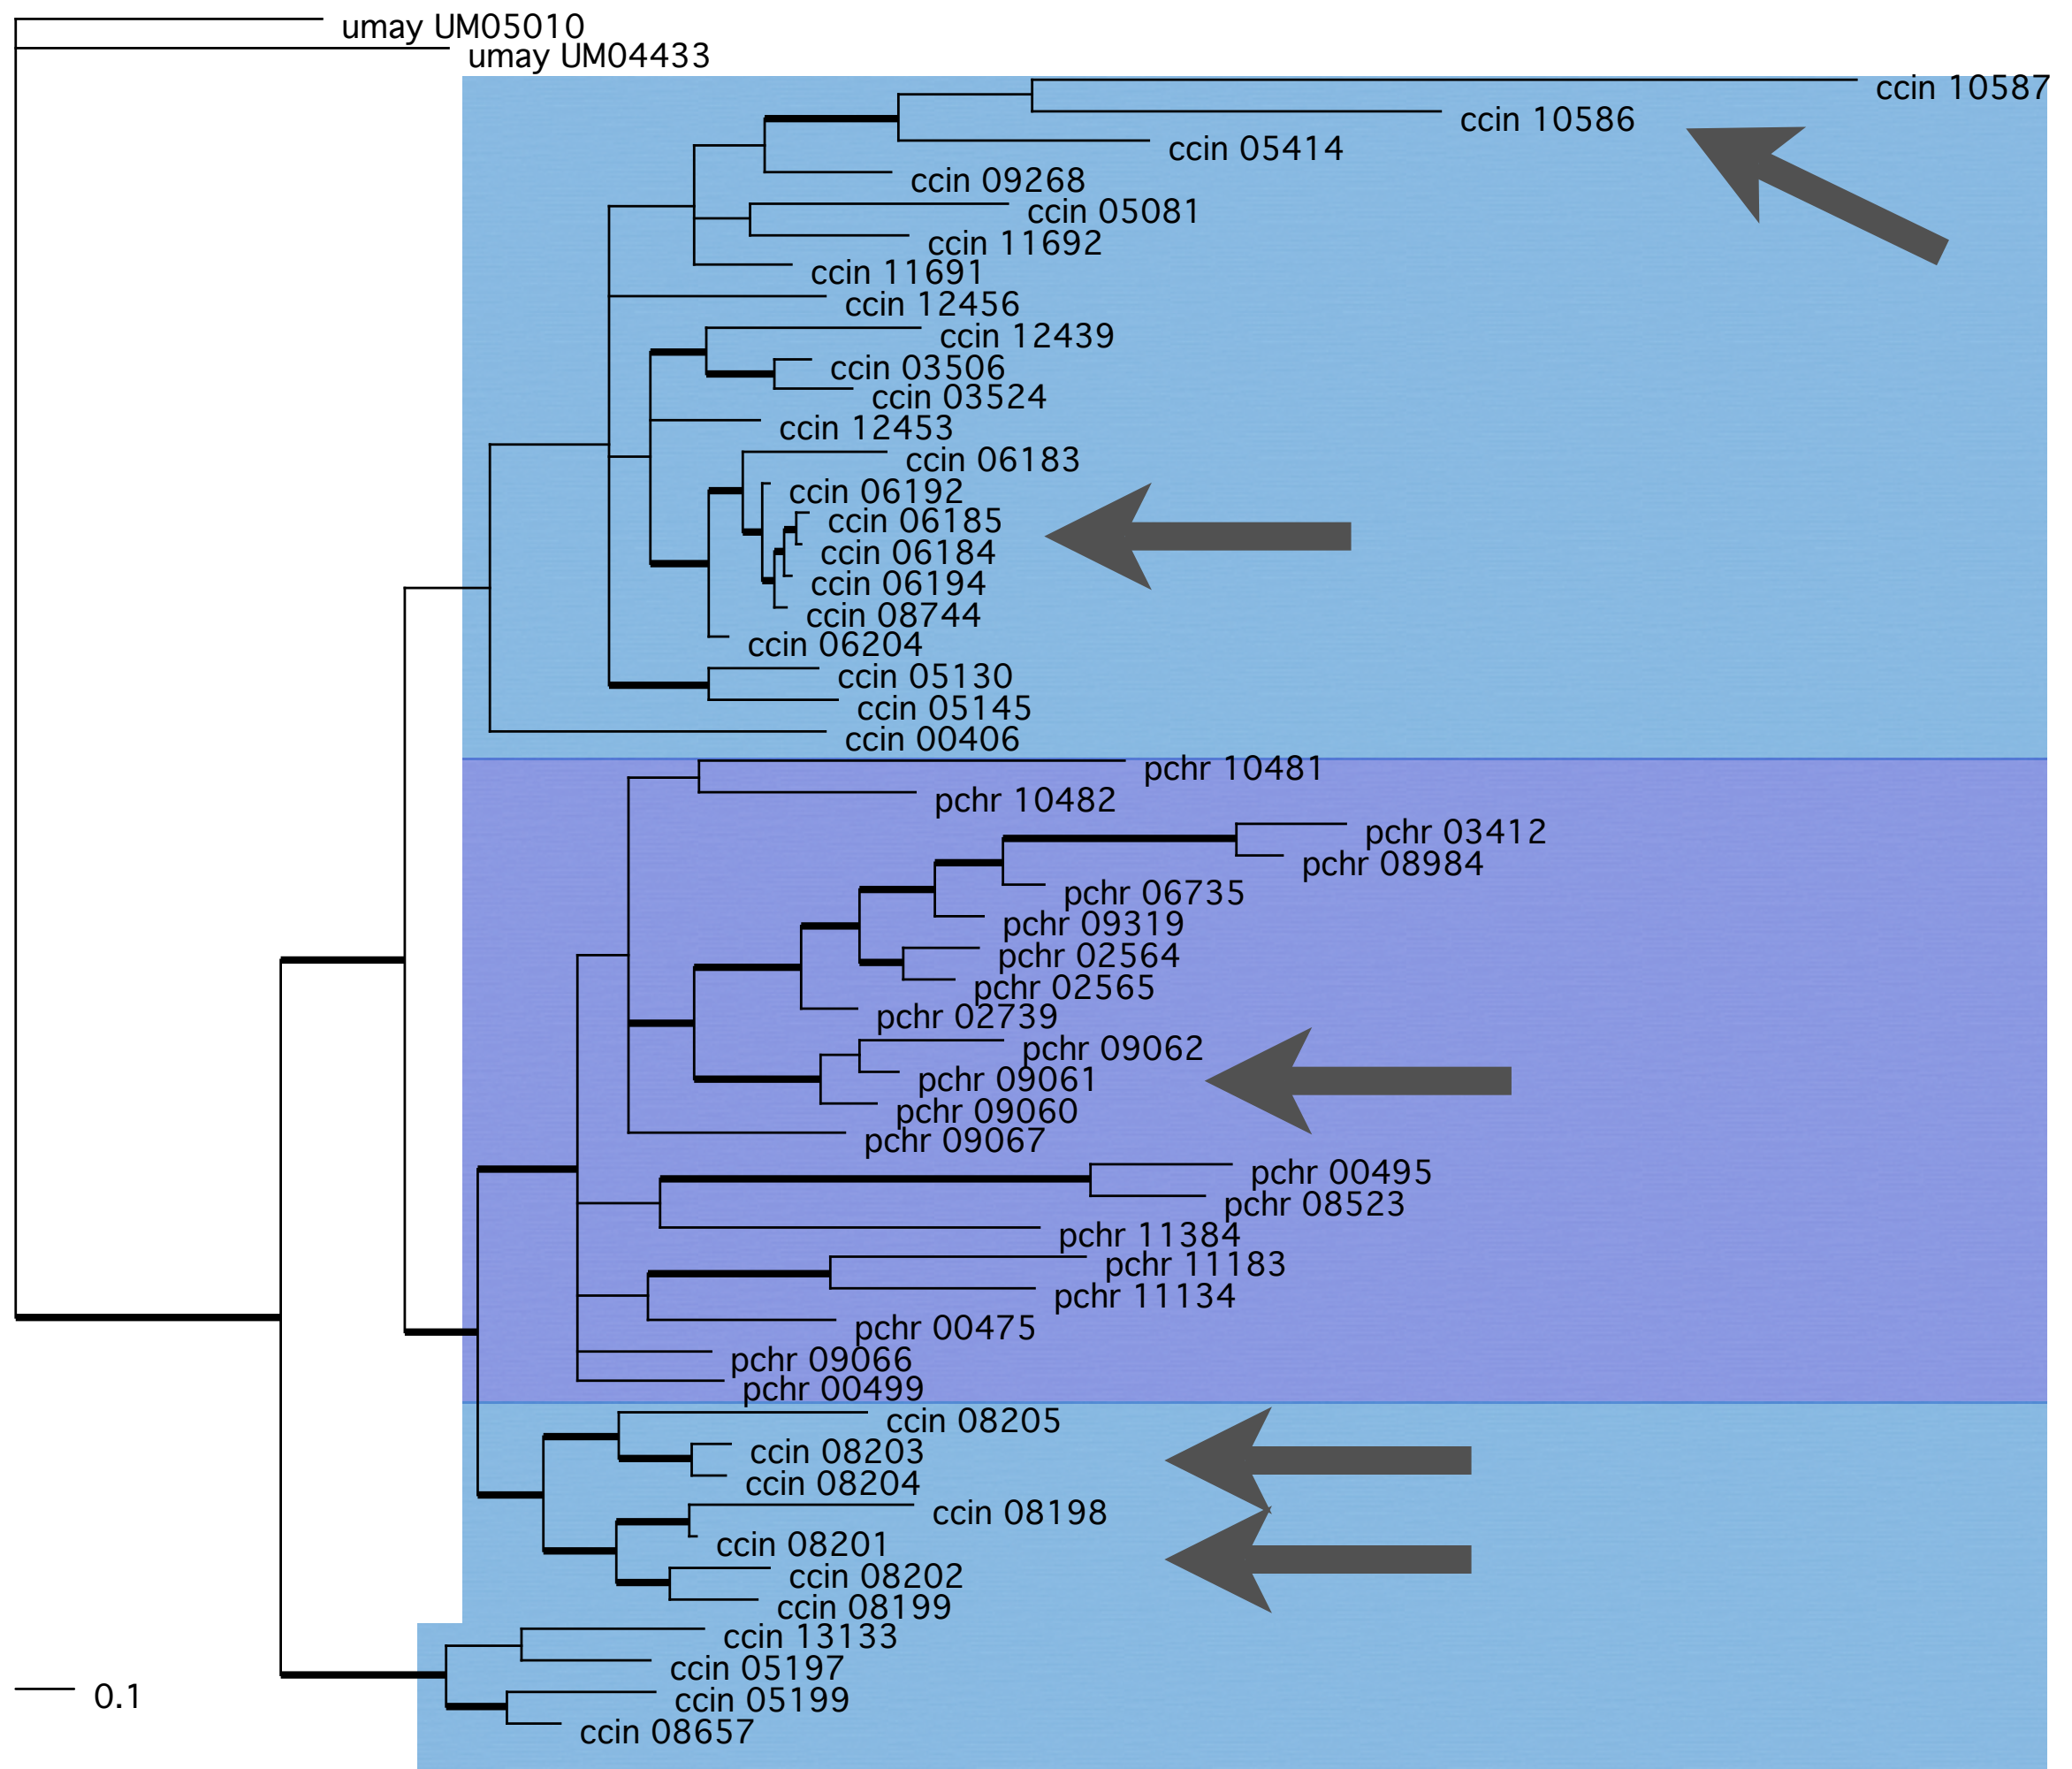 umay UM05010
umay UM04433
ccin 10587
ccin 10586
ccin 05414
ccin 09268
ccin 05081
ccin 11692
ccin 11691
ccin 12456
ccin 12439
ccin 03506
ccin 03524
ccin 12453
ccin 06183
ccin 06192
ccin 06185
ccin 06184
ccin 06194
ccin 08744
ccin 06204
ccin 05130
ccin 05145
ccin 00406
pchr 10481
pchr 10482
pchr 03412
pchr 08984
pchr 06735
pchr 09319
pchr 02564
pchr 02565
pchr 02739
pchr 09062
pchr 09061
pchr 09060
pchr 09067
pchr 00495
pchr 08523
pchr 11384
pchr 11183
pchr 11134
pchr 00475
pchr 09066
pchr 00499
ccin 08205
ccin 08203
ccin 08204
ccin 08198
ccin 08201
ccin 08202
ccin 08199
ccin 13133
ccin 05197
0.1
ccin 05199
ccin 08657